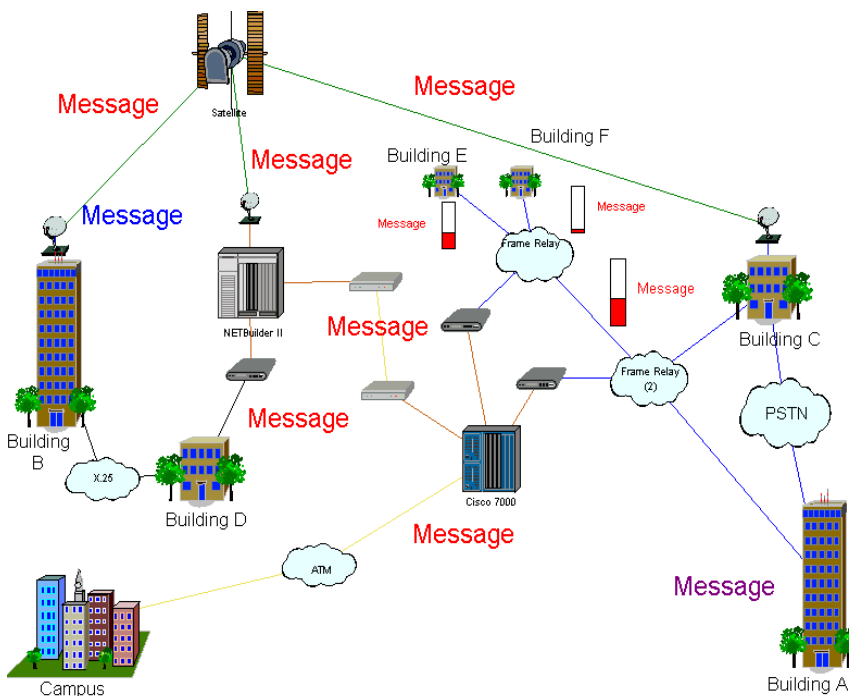 Message
Satellite
Message
Message
Building F
Building E
Message
Message
Message
Frame Relay
Message
NETBuilder II
Message
Building C
Frame Relay
(2)
Message
PSTN
Building
B
X.25
Building D
Cisco 7000
Message
ATM
Message
Campus
Building A